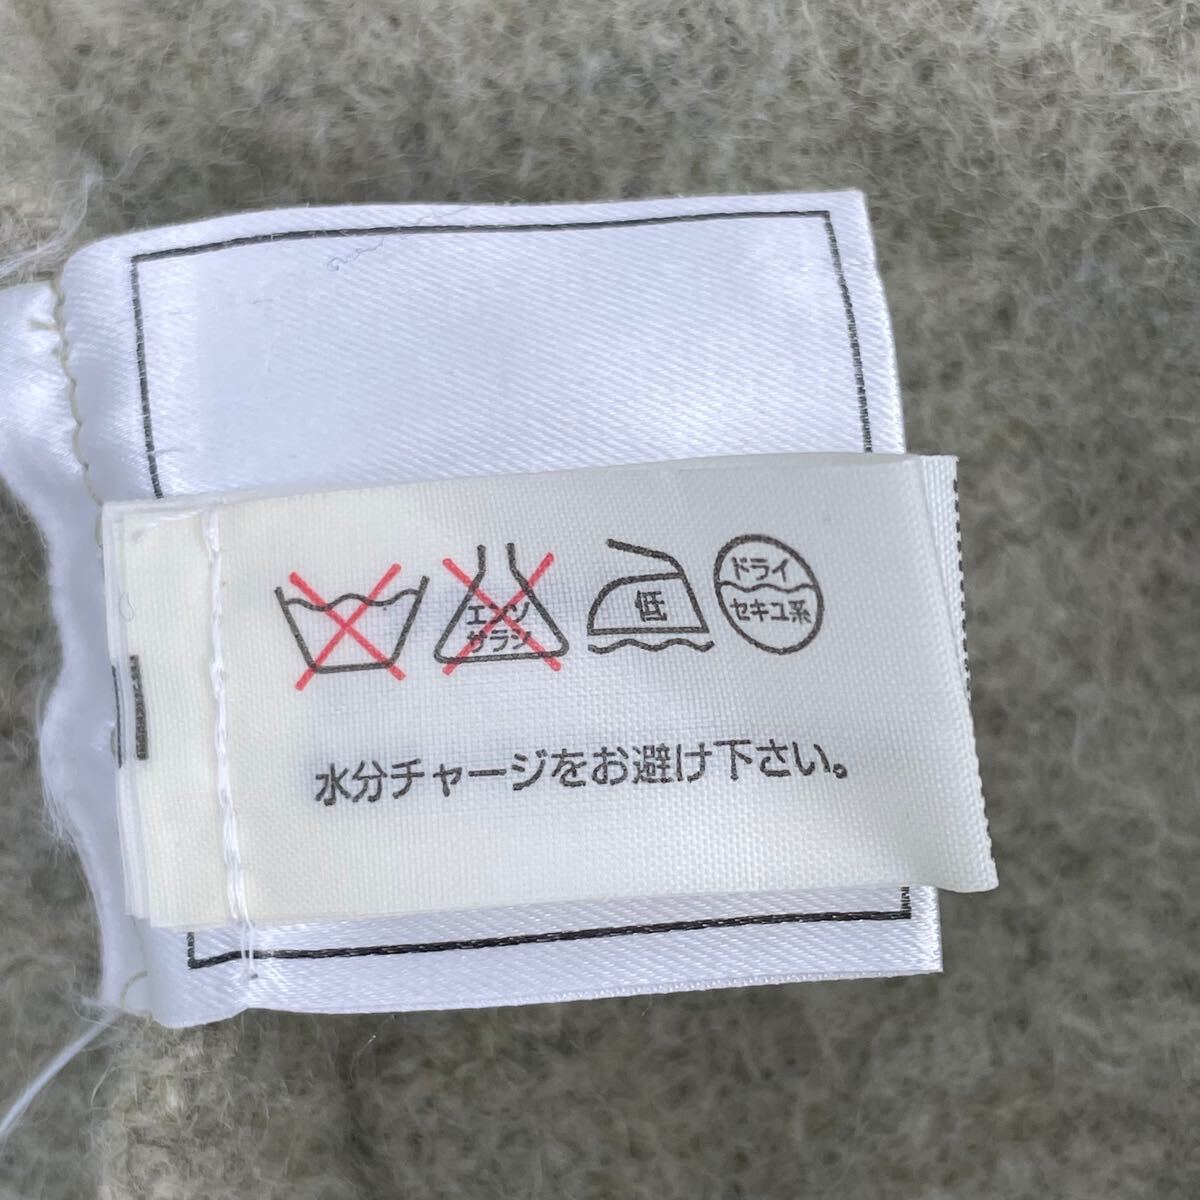 エンソ
サラシ
低
ドライ
セキユ系
水分チャージをお避け下さい。